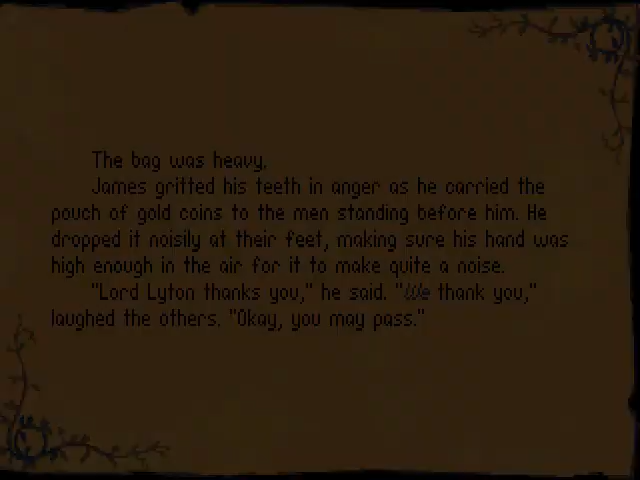 The bag was heavy.
James gritted his teeth in anger as he carried the
pouch of gold coins to the men standing before him. He
dropped it noisily at their feet, making sure his hand was
high enough in the air for it to make quite a noise.
"Lord Lyton thanks you," he said. "We thank you,"
laughed the others. "Okay, you may pass."